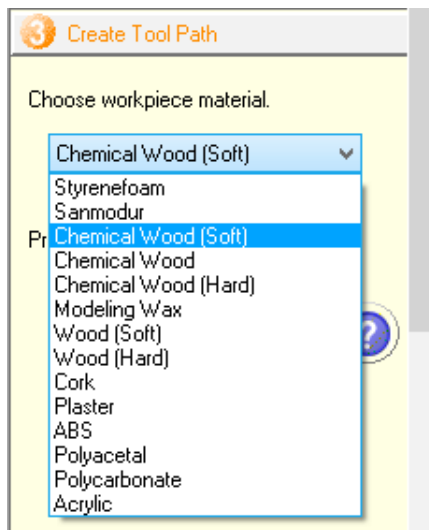 3 Create Tool Path
Choose workpiece material.
Chemical Wood (Soft)
Styrenefoam
Sanmodur
Pr Chemical Wood (Soft)
Chemical Wood
Chemical Wood (Hard)
Modeling Wax
?
Wood (Soft)
Wood (Hard)
Cork
Plaster
ABS
Polyacetal
Polycarbonate
Acrylic